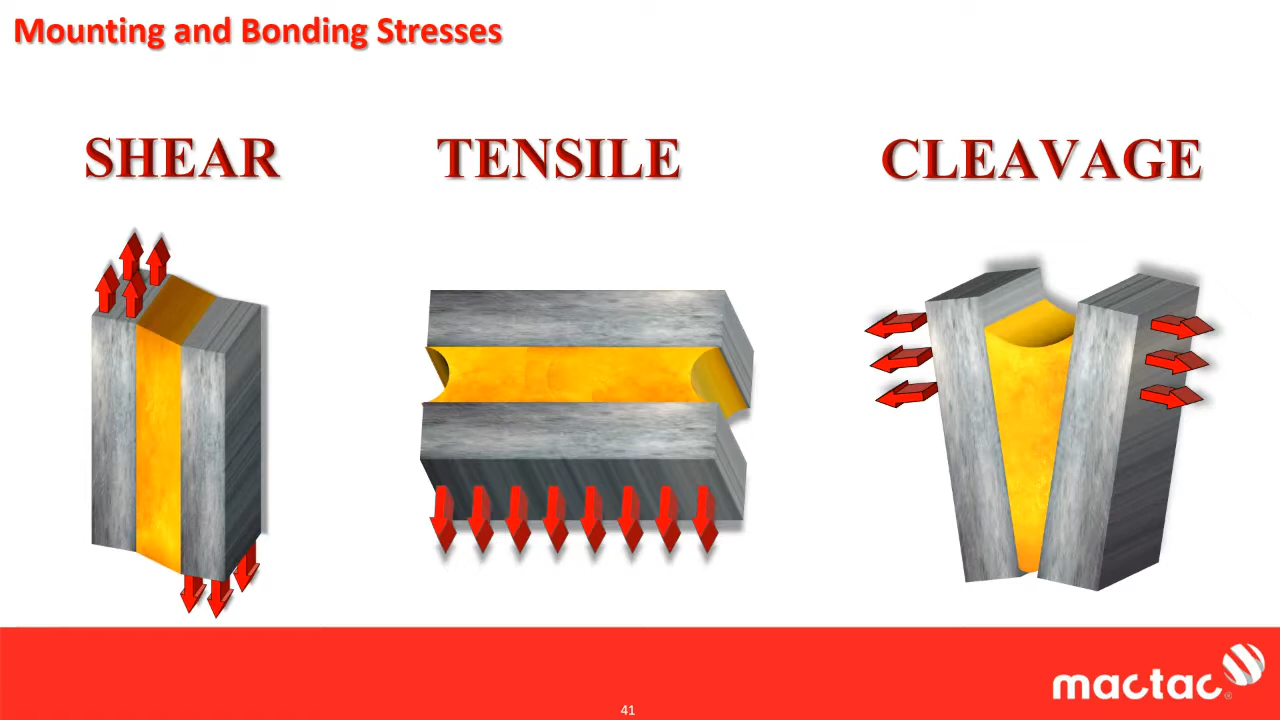 Mounting and Bonding Stresses
SHEAR
TENSILE
CLEAVAGE
mactac®
41